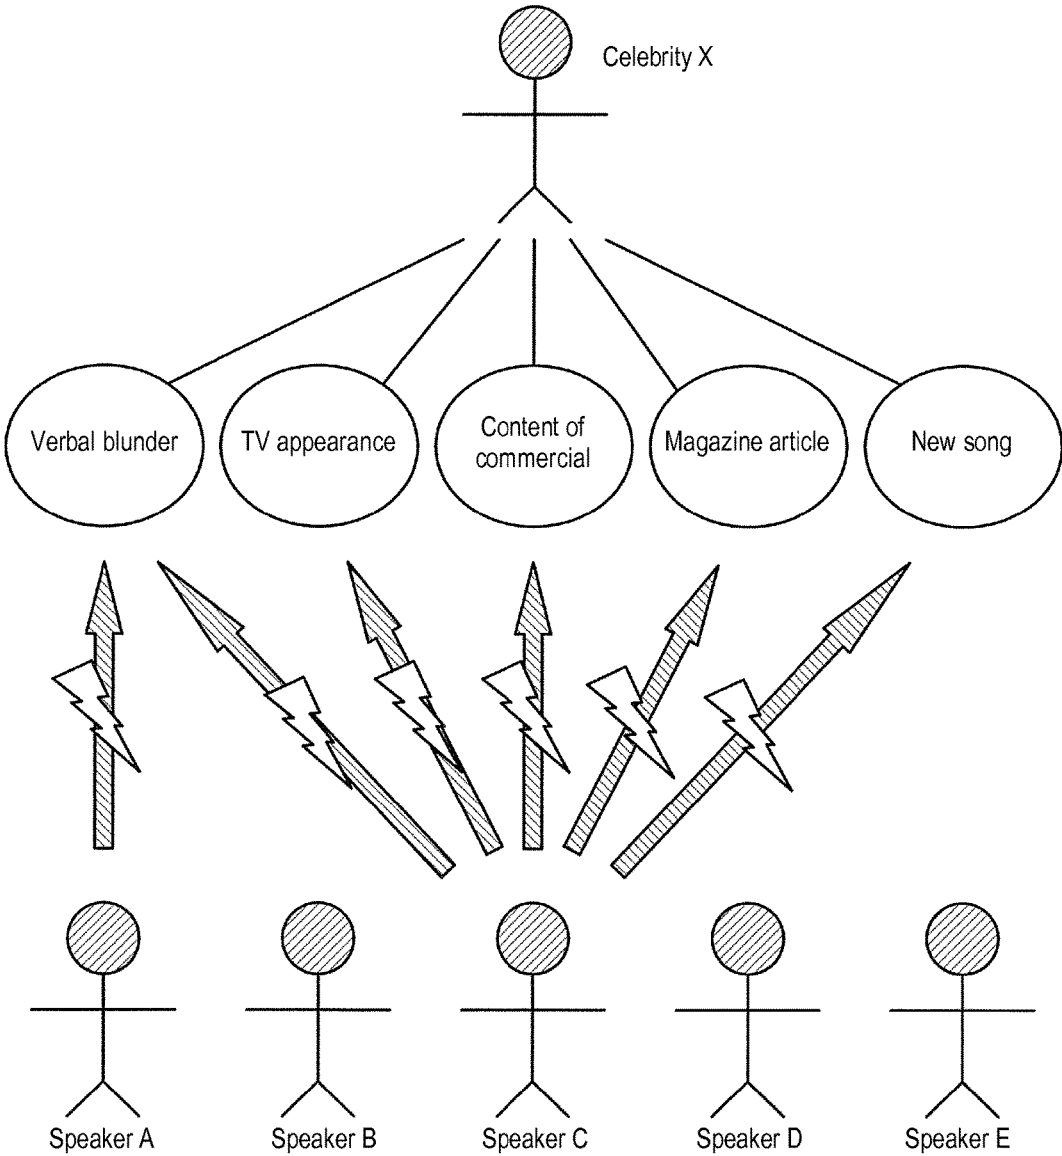 Celebrity X
Verbal blunder
TV appearance
Content of
commercial
Magazine article
New song
Speaker A
Speaker B
Speaker C
Speaker D
Speaker E